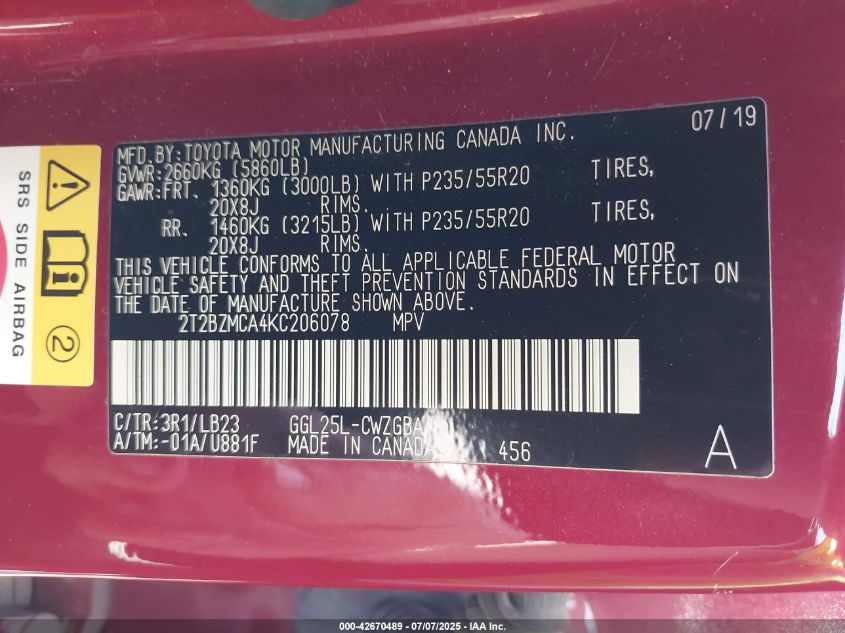 07/19
MFD.BY:TOYOTA MOTOR MANUFACTURING CANADA INC.
GVWR:2660KG (5860LB)
GAWR:FRT. 1360KG (3000LB) WITH P235/55R20 TIRES,
20X8J RIMS.
RR. 1460KG (3215LB) WITH P235/55R20 TIRES,
20X8J RIMS.
THIS VEHICLE CONFORMS TO ALL APPLICABLE FEDERAL MOTOR
VEHICLE SAFETY AND THEFT PREVENTION STANDARDS IN EFFECT ON
THE DATE OF MANUFACTURE SHOWN ABOVE.
2T2BZMCA4KC206078 MPV
C/TR:3R1/LB23 GGL25L-CWZGBA
A/TM:-01A/U881F MADE IN CANADA 456
A
SRS SIDE AIRBAG
2
000-42670489 - 07/07/2025 - IAA Inc.